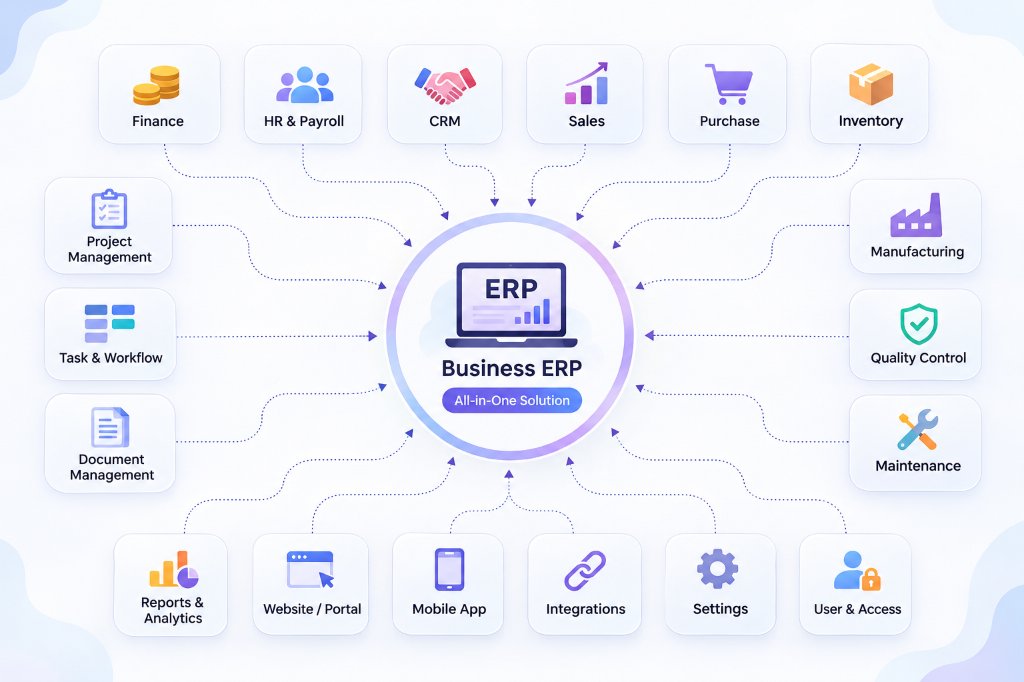 Finance
HR & Payroll
CRM
Sales
Purchase
Inventory
Project
Management
Manufacturing
ERP
Task & Workflow
Quality Control
Business ERP
All-in-One Solution
Document
Management
Maintenance
Reports &
Analytics
Website / Portal
Mobile App
Integrations
Settings
User & Access